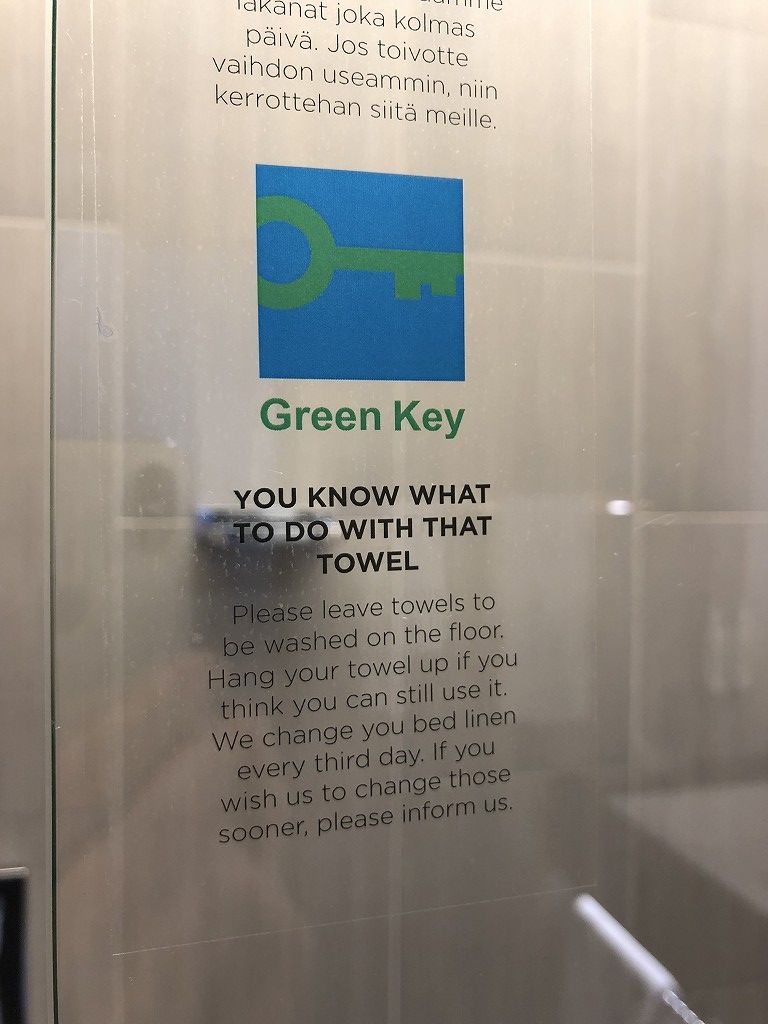 lakanat joka kolmas
päivä. Jos toivotte
vaihdon useammin, niin
kerrottehan siitä meille.
Green Key
YOU KNOW WHAT
TO DO WITH THAT
TOWEL
Please leave towels to
be washed on the floor.
Hang your towel up if you
think you can still use it.
We change you bed linen
every third day. If you
wish us to change those
sooner, please inform us.